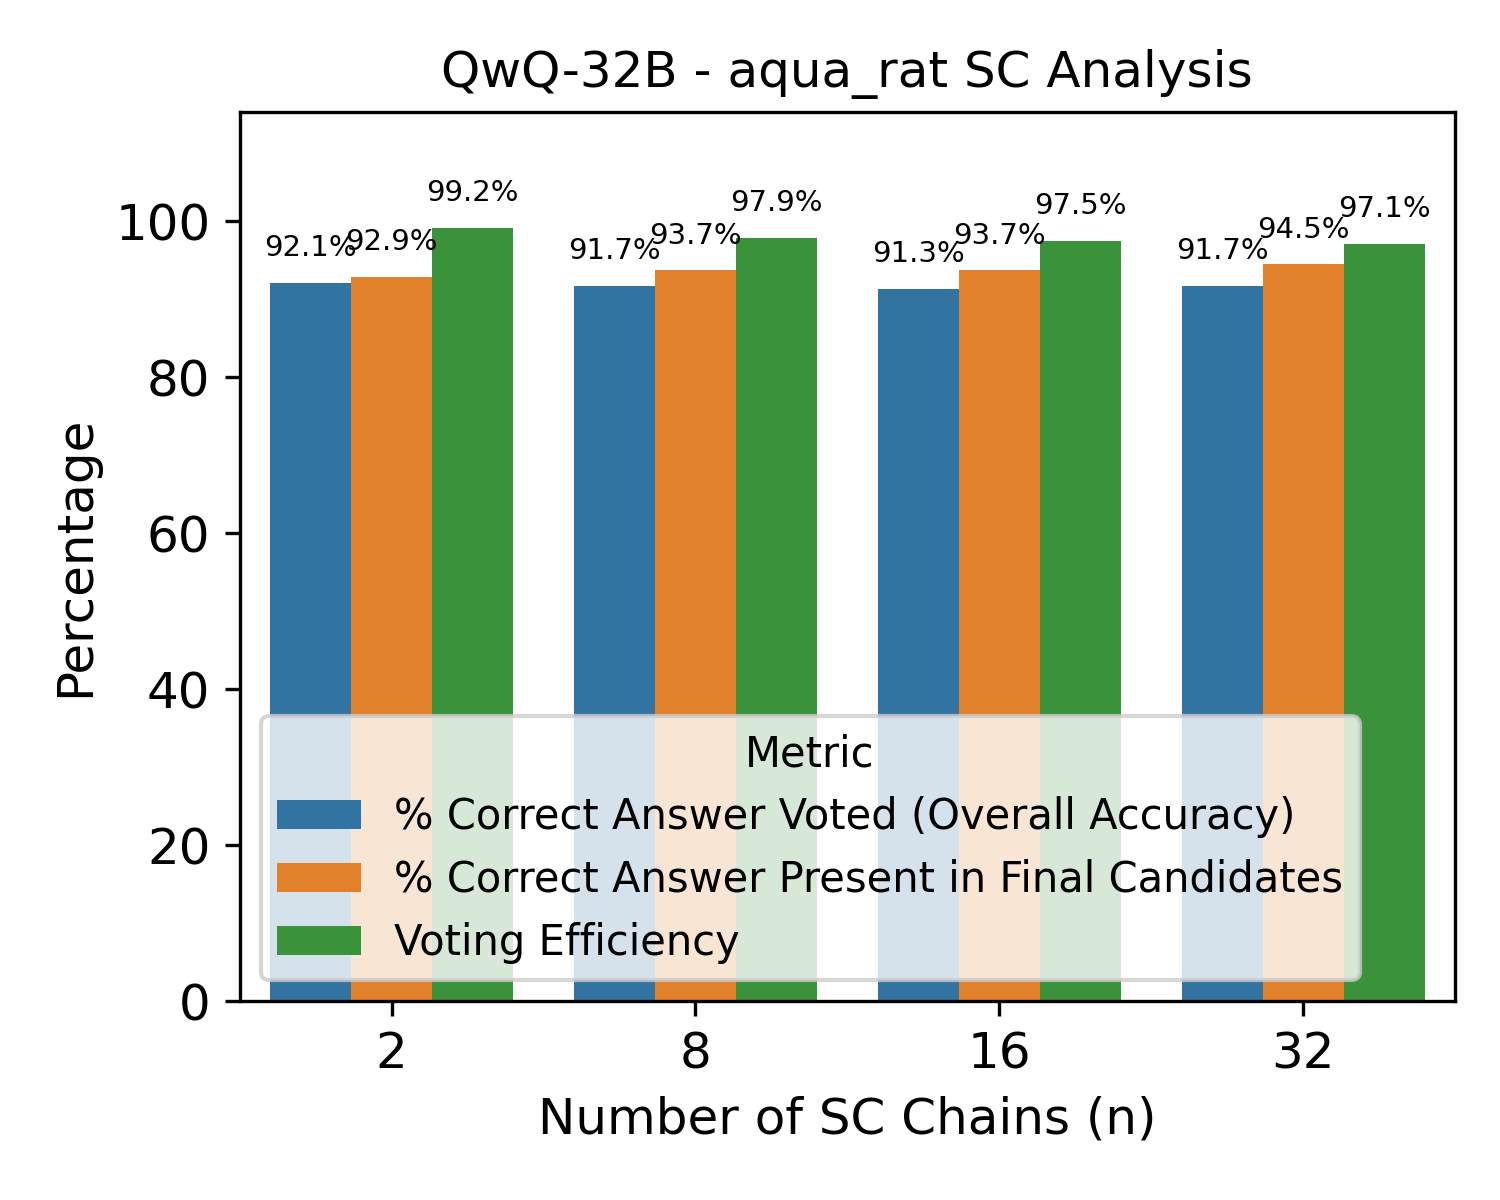 QwQ-32B - aqua_rat SC Analysis
Percentage
100
80
60
40
20
0
92.1%
92.9%
99.2%
91.7%
93.7%
97.9%
91.3%
93.7%
97.5%
91.7%
94.5%
97.1%
Metric
% Correct Answer Voted (Overall Accuracy)
% Correct Answer Present in Final Candidates
Voting Efficiency
2 8 16 32
Number of SC Chains (n)